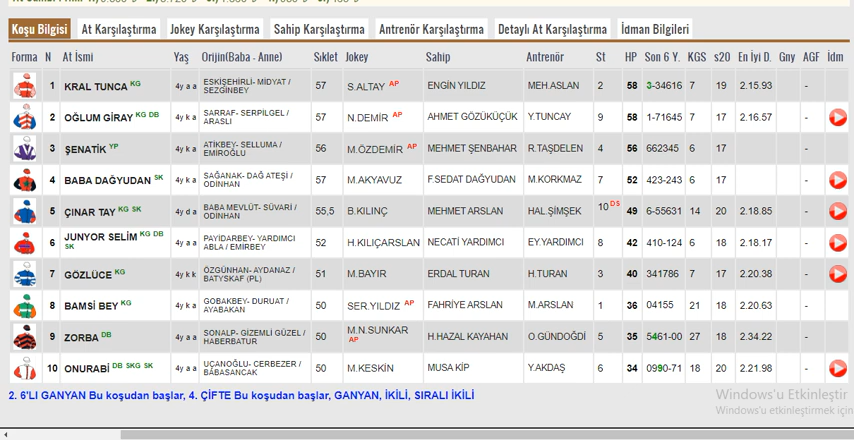 Koşu Bilgisi At Karşılaştırma Jokey Karşılaştırma Sahip Karşılaştırma Antrenör Karşılaştırma Detaylı At Karşılaştırma İdman Bilgileri
Forma N At İsmi Yaş Orijin(Baba - Anne) Sıklet Jokey Sahip Antrenör St HP Son 6 Y. KGS s20 En İyi D. Gny AGF İdm
1 KRAL TUNCA KG 4y a a ESKİŞEHİRLİ- MİDYAT / SEZGİNBEY 57 S.ALTAY AP ENGİN YILDIZ MEH.ASLAN 2 58 3-34616 7 19 2.15.93 -
2 OĞLUM GİRAY KG DB 4y k a SARRAF- SERPİLGEL / ARASLI 57 N.DEMİR AP AHMET GÖZÜKÜÇÜK Y.TUNCAY 9 58 1-71645 7 17 2.16.57 -
3 ŞENATİK YP 4y k a ATİKBEY- SELLUMA / EMİROĞLU 56 M.ÖZDEMİR AP MEHMET ŞENBAHAR R.TAŞDELEN 4 56 662345 6 17 -
4 BABA DAĞYUDAN SK 4y k a SAĞANAK- DAĞ ATEŞİ / ODİNHAN 57 M.AKYAVUZ F.SEDAT DAĞYUDAN M.KORKMAZ 7 52 423-243 6 17 -
5 ÇINAR TAY KG SK 4y d a BABA MEVLÜT- SÜVARİ / ODİNHAN 55,5 B.KILINÇ MEHMET ARSLAN HAL.ŞİMŞEK 10 DS 49 6-55631 14 20 2.18.85 -
6 JUNYOR SELİM KG DB SK 4y a a PAYİDARBEY- YARDIMCI ABLA / EMİRBEY 52 H.KILIÇARSLAN NECATİ YARDIMCI EY.YARDIMCI 8 42 410-124 6 18 2.18.17 -
7 GÖZLÜCE KG 4y k k ÖZGÜNHAN- AYDANAZ / BATYSKAF (PL) 51 M.BAYIR ERDAL TURAN H.TURAN 3 40 341786 7 17 2.20.38 -
8 BAMSI BEY KG 4y k a GOBAKBEY- DURUAT / AYABAKAN 50 SER.YILDIZ AP FAHRİYE ARSLAN M.ARSLAN 1 36 04155 21 18 2.20.63 -
9 ZORBA DB 4y a a SONALP- GİZEMLİ GÜZEL / HABERBATUR 50 M.N.SUNKAR AP H.HAZAL KAYAHAN O.GÜNDOĞDİ 5 35 5461-00 27 18 2.34.22 -
10 ONURABİ DB SKG SK 4y a a UÇANOĞLU- CERBEZER / BABASANCAK 50 M.KESKİN MUSA KİP Y.AKDAŞ 6 34 0990-71 18 20 2.21.98 -
2. 6'LI GANYAN Bu koşudan başlar, 4. ÇİFTE Bu koşudan başlar, GANYAN, İKİLİ, SIRALI İKİLİ
Windows'u Etkinleştir
Windows'u etkinleştirmek için